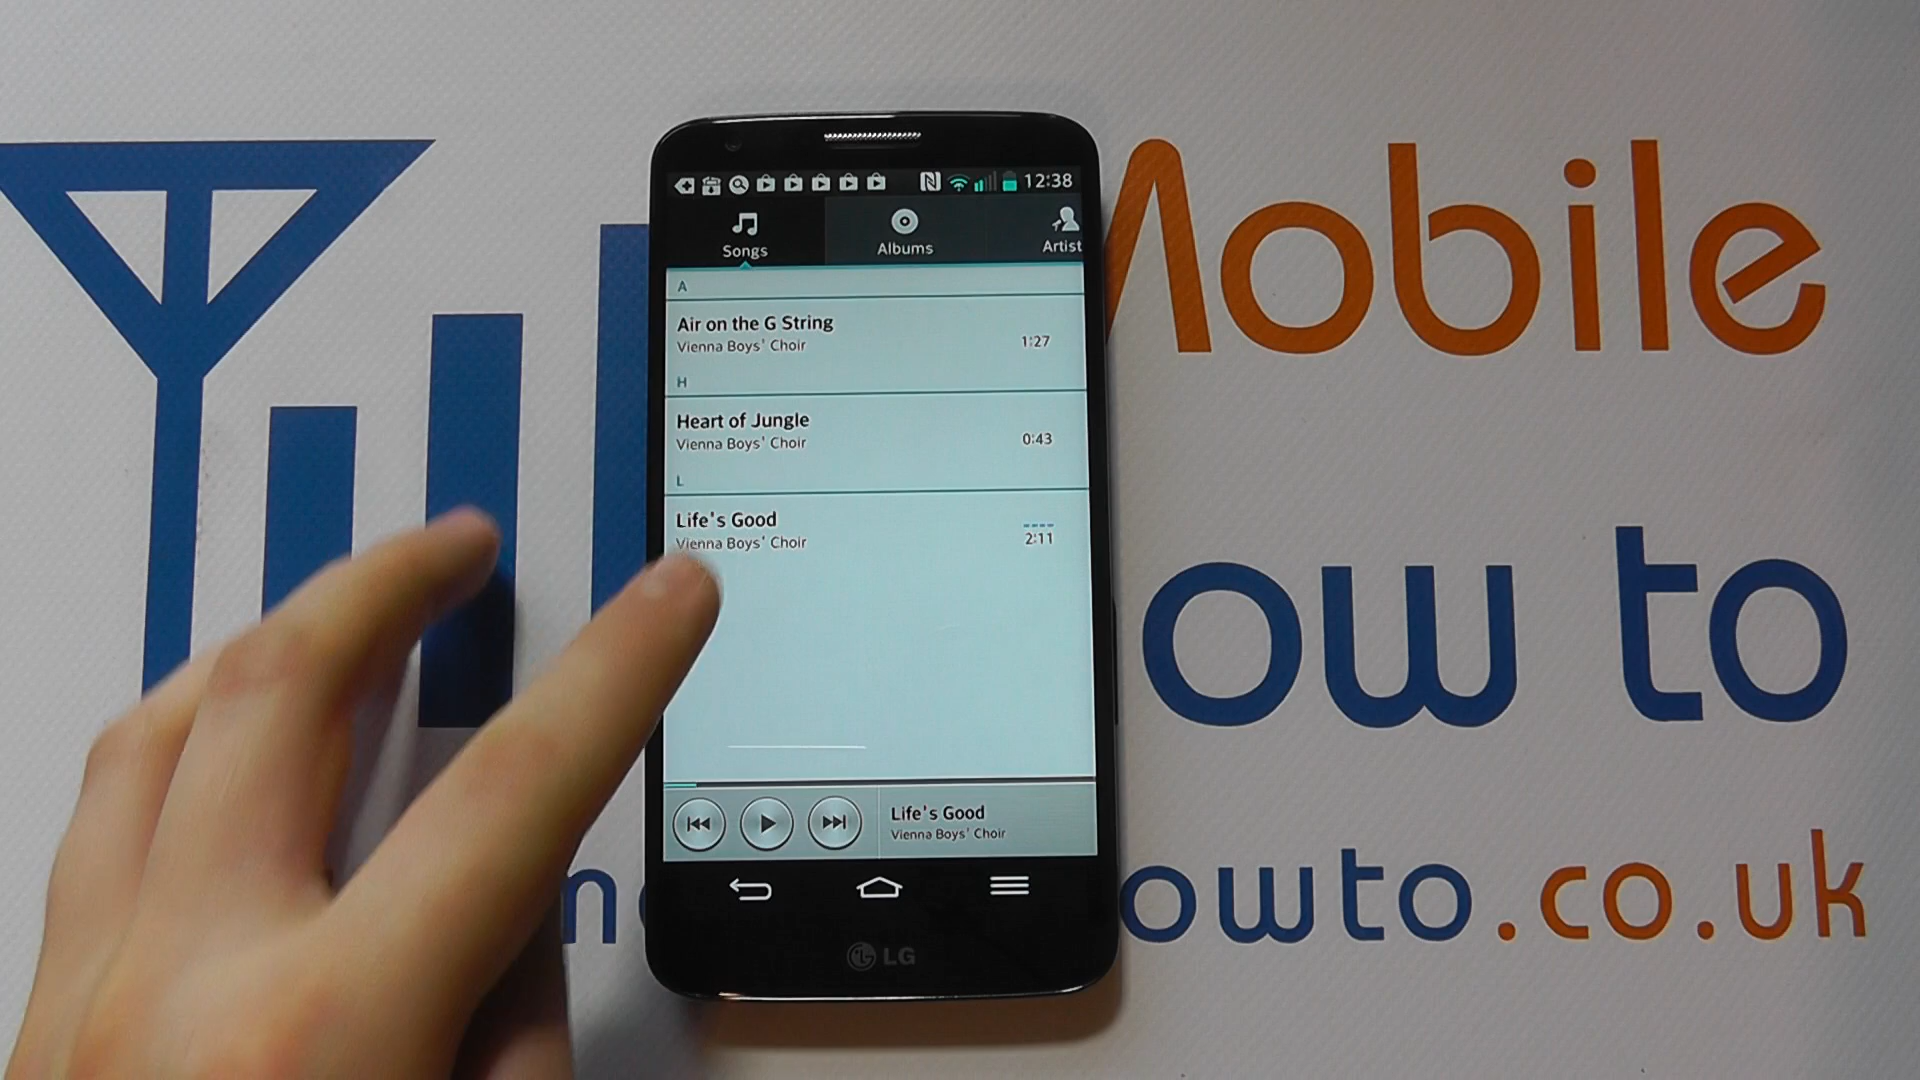 Mobile
12:38
Songs
Albums
Artist
A
Air on the G String
Vienna Boys' Choir
1:27
H
Heart of Jungle
Vienna Boys' Choir
0:43
L
Life's Good
Vienna Boys' Choir
2:11
ow to
Life's Good
Vienna Boys' Choir
owto.co.uk
LG